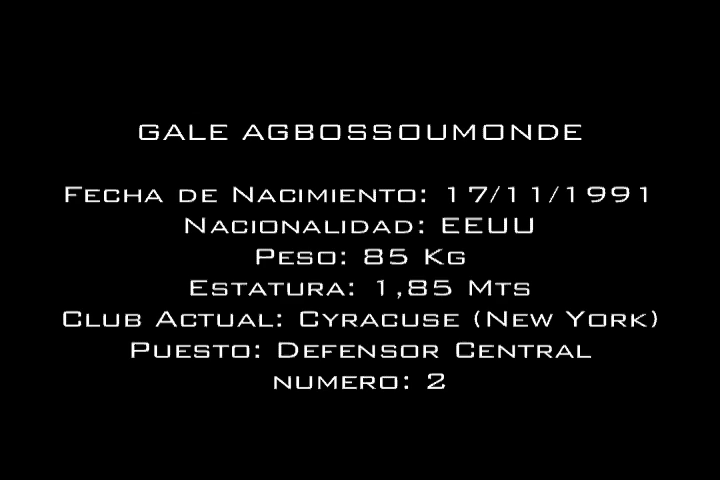 GALE AGBOSSOUMONDE
Fecha de Nacimiento: 17/11/1991
Nacionalidad: EEUU
Peso: 85 Kg
Estatura: 1,85 Mts
Club Actual: Cyracuse (New York)
Puesto: Defensor Central
numero: 2